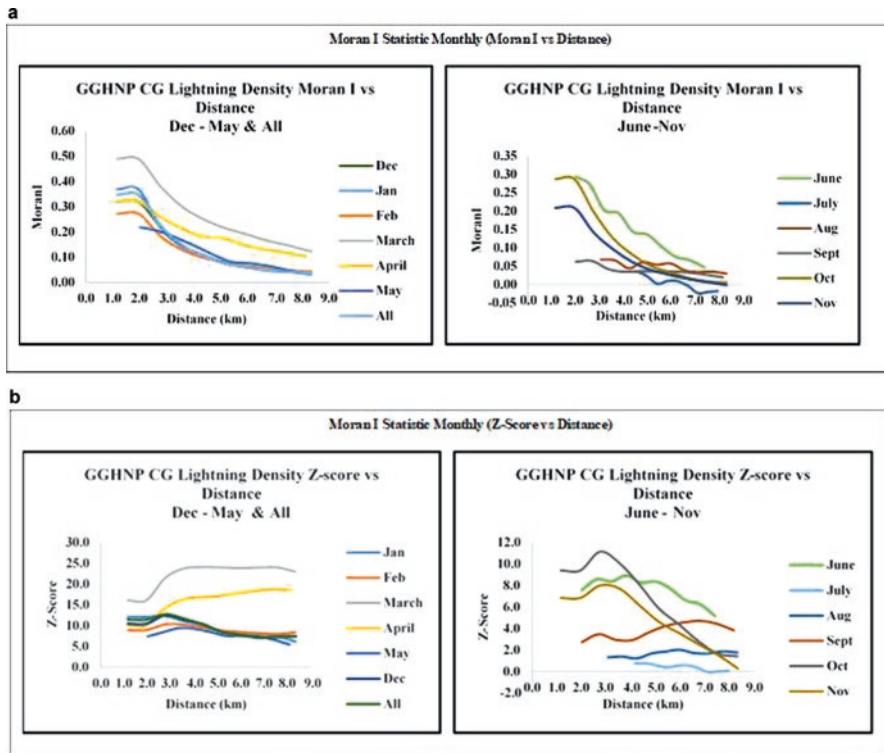 a
Moran I Statistic Monthly (Moran I vs Distance)
GGHNP CG Lightning Density Moran I vs
Distance
Dec - May & All
0.60
0.50
0.40
0.30
0.20
0.10
0.00
MoranI
0.0 1.0 2.0 3.0 4.0 5.0 6.0 7.0 8.0 9.0
Distance (km)
Dec
Jan
Feb
March
April
May
All
GGHNP CG Lightning Density Moran I vs
Distance
June -Nov
0.35
0.30
0.25
0.20
0.15
0.10
0.05
0.00
-0.05
MoranI
0.0 1.0 2.0 3.0 4.0 5.0 6.0 7.0 8.0 9.0
Distance (km)
June
July
Aug
Sept
Oct
Nov
b
Moran I Statistic Monthly (Z-Score vs Distance)
GGHNP CG Lightning Density Z-score vs
Distance
Dec - May & All
30.0
25.0
20.0
15.0
10.0
5.0
0.0
Z-Score
0.0 1.0 2.0 3.0 4.0 5.0 6.0 7.0 8.0 9.0
Distance (km)
Jan
Feb
March
April
May
Dec
All
GGHNP CG Lightning Density Z-score vs
Distance
June - Nov
12.0
10.0
8.0
6.0
4.0
2.0
0.0
-2.0
Z-Score
0.0 1.0 2.0 3.0 4.0 5.0 6.0 7.0 8.0 9.0
Distance (km)
June
July
Aug
Sept
Oct
Nov